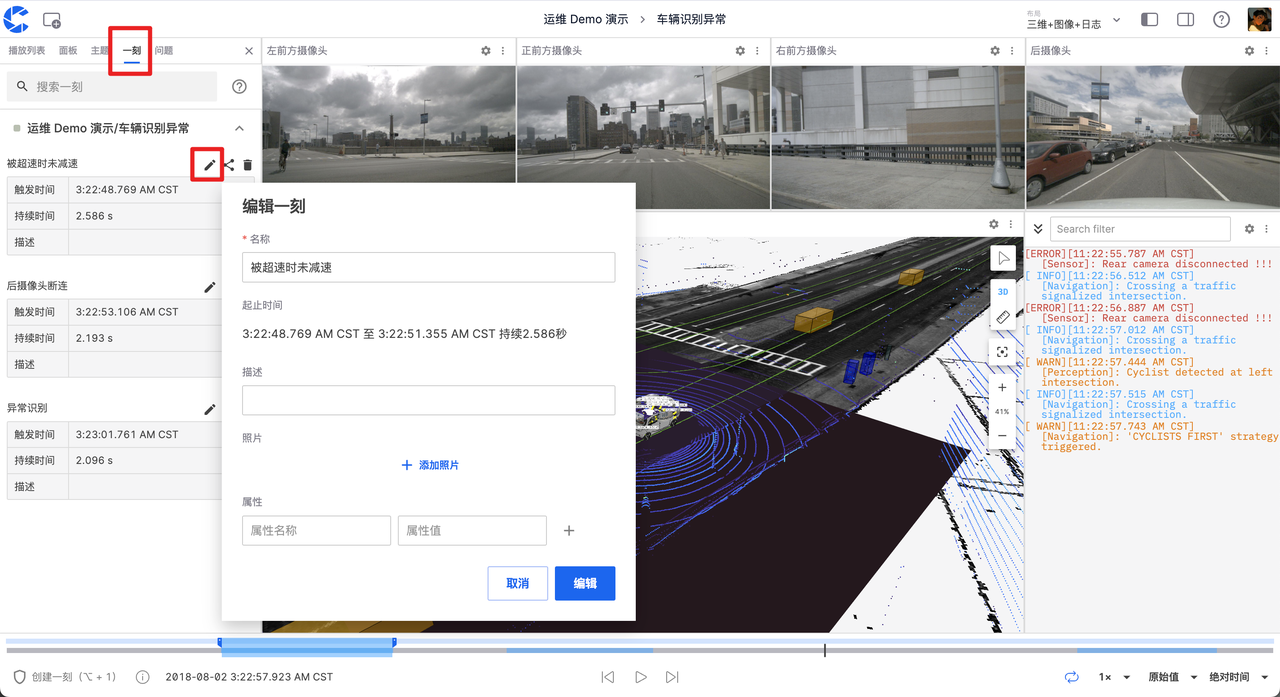 运维 Demo 演示 > 车辆识别异常
布局
三维+图像+日志
播放列表 面板 主题 一刻 问题
搜索一刻
运维 Demo 演示/车辆识别异常
被超速时未减速
触发时间 3:22:48.769 AM CST
持续时间 2.586 s
描述
后摄像头断连
触发时间 3:22:53.106 AM CST
持续时间 2.193 s
描述
异常识别
触发时间 3:23:01.761 AM CST
持续时间 2.096 s
描述
左前方摄像头
正前方摄像头
右前方摄像头
后摄像头
编辑一刻
* 名称
被超速时未减速
起止时间
3:22:48.769 AM CST 至 3:22:51.355 AM CST 持续2.586秒
描述
照片
+ 添加照片
属性
属性名称 属性值 +
取消 编辑
3D
+
41%
−
Search filter
[ERROR][11:22:55.787 AM CST]
[Sensor]: Rear camera disconnected !!!
[ INFO][11:22:56.512 AM CST]
[Navigation]: Crossing a traffic
signalized intersection.
[ERROR][11:22:56.887 AM CST]
[Sensor]: Rear camera disconnected !!!
[ INFO][11:22:57.012 AM CST]
[Navigation]: Crossing a traffic
signalized intersection.
[ WARN][11:22:57.444 AM CST]
[Perception]: Cyclist detected at left
intersection.
[ INFO][11:22:57.515 AM CST]
[Navigation]: Crossing a traffic
signalized intersection.
[ WARN][11:22:57.743 AM CST]
[Navigation]: 'CYCLISTS FIRST' strategy
triggered.
创建一刻 (⌥ + 1) 2018-08-02 3:22:57.923 AM CST
1× 原始值 绝对时间